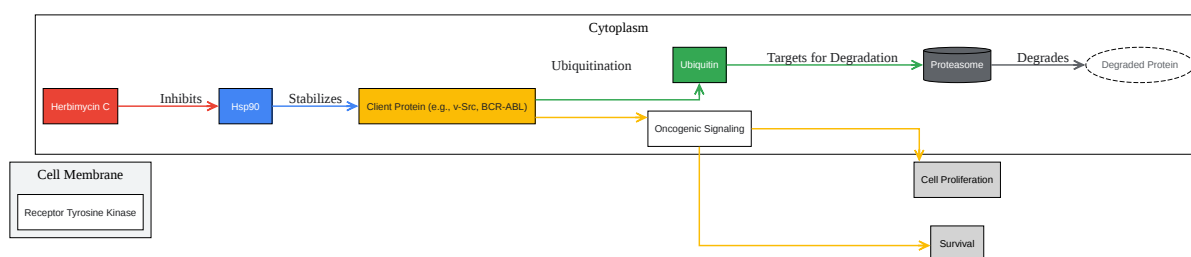 Cytoplasm
Ubiquitination
Ubiquitin
Targets for Degradation
Proteasome
Degrades
Degraded Protein
Herbimycin C
Inhibits
Hsp90
Stabilizes
Client Protein (e.g., v-Src, BCR-ABL)
Oncogenic Signaling
Cell Membrane
Receptor Tyrosine Kinase
Cell Proliferation
Survival